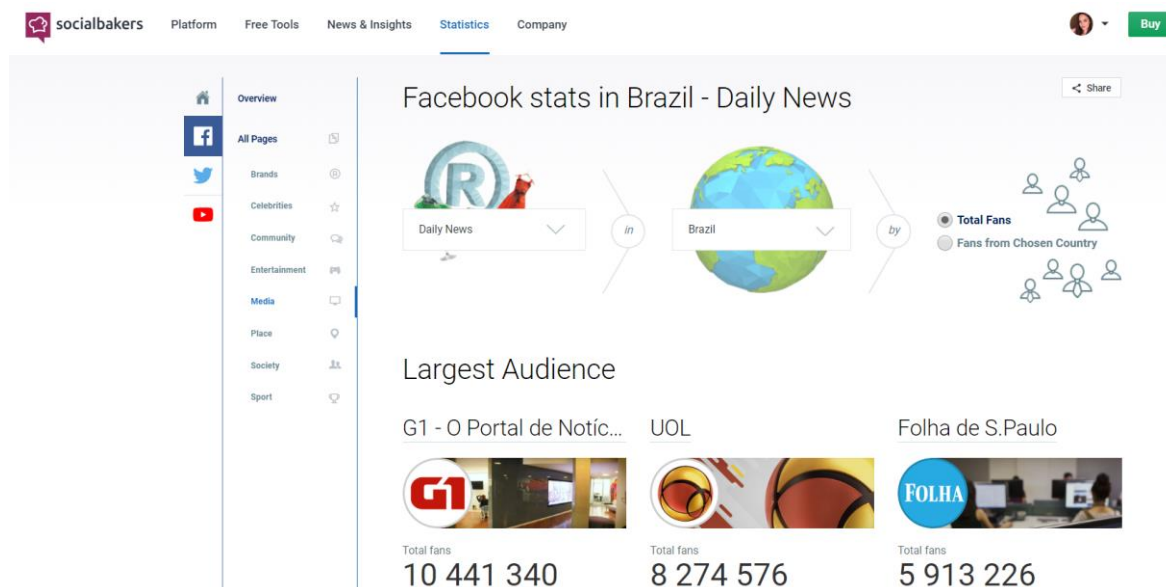 socialbakers Platform Free Tools News & Insights Statistics Company Buy
Overview
All Pages
Brands
Celebrities
Community
Entertainment
Media
Place
Society
Sport
Facebook stats in Brazil - Daily News
Share
R
Daily News in Brazil by
Total Fans
Fans from Chosen Country
Largest Audience
G1 - O Portal de Notíc... UOL Folha de S.Paulo
G1 FOLHA
Total fans Total fans Total fans
10 441 340 8 274 576 5 913 226